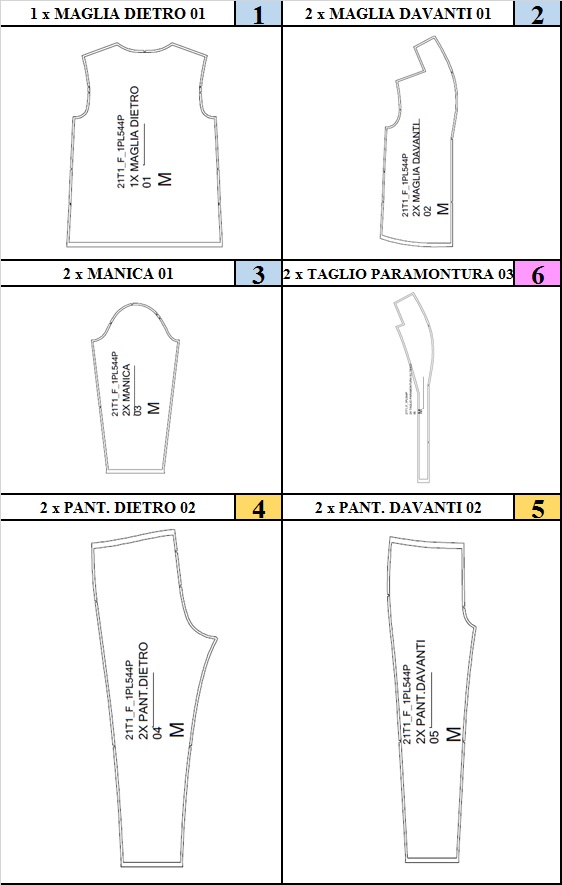 1 x MAGLIA DIETRO 01
1
2 x MAGLIA DAVANTI 01
2
21T1_F_1PL544P
1X MAGLIA DIETRO
01
M
21T1_F_1PL544P
2X MAGLIA DAVANTI
02
M
2 x MANICA 01
3
2 x TAGLIO PARAMONTURA 03
6
21T1_F_1PL544P
2X MANICA
03
M
M
2 x PANT. DIETRO 02
4
2 x PANT. DAVANTI 02
5
21T1_F_1PL544P
2X PANT.DIETRO
04
M
21T1_F_1PL544P
2X PANT.DAVANTI
05
M